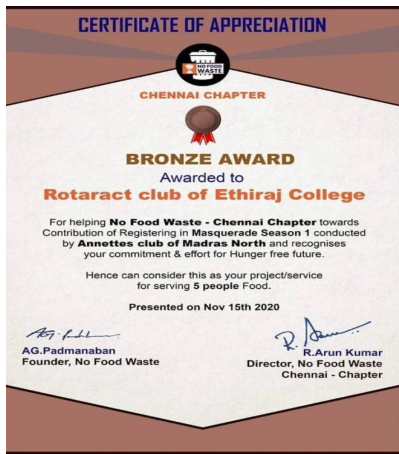 CERTIFICATE OF APPRECIATION
NO FOOD
WASTE
CHENNAI CHAPTER
BRONZE AWARD
Awarded to
Rotaract club of Ethiraj College
For helping No Food Waste - Chennai Chapter towards
Contribution of Registering in Masquerade Season 1 conducted
by Annettes club of Madras North and recognises
your commitment & effort for Hunger free future.
Hence can consider this as your project/service
for serving 5 people Food.
Presented on Nov 15th 2020
AG.Padmanaban
Founder, No Food Waste
R.Arun Kumar
Director, No Food Waste
Chennai - Chapter